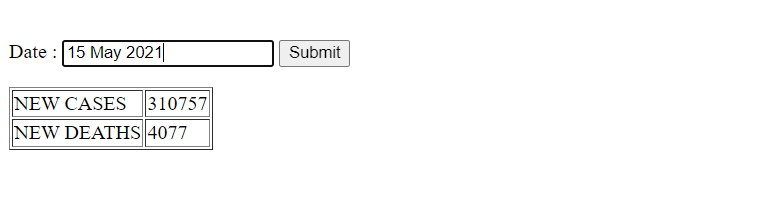 Date : 15 May 2021 Submit
NEW CASES 310757
NEW DEATHS 4077